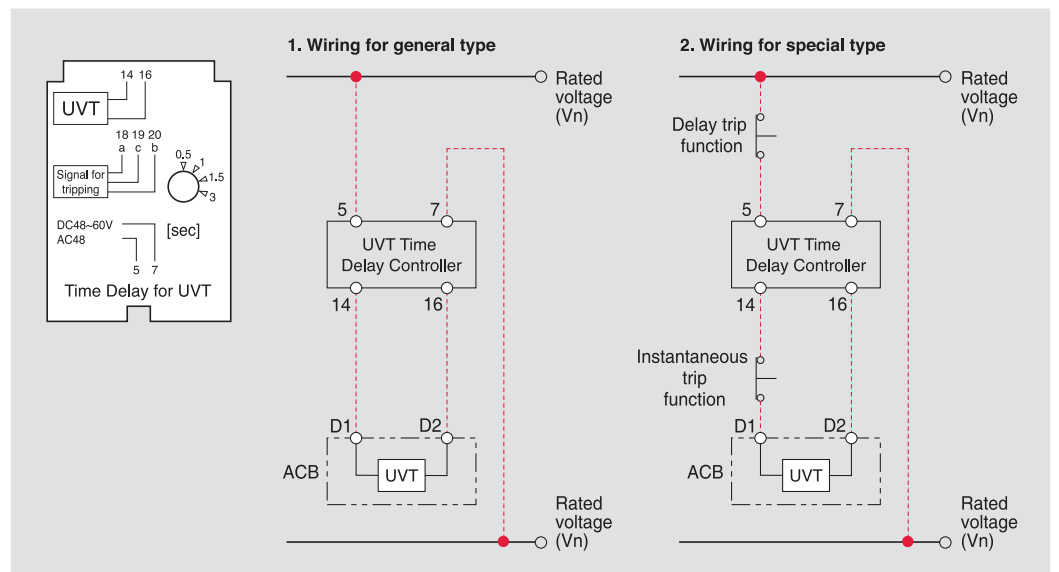 14 16
UVT
18 19 20
a c b
Signal for
tripping
0.5
1
1.5
3
[sec]
DC48~60V
AC48
5 7
Time Delay for UVT
1. Wiring for general type
Rated
voltage
(Vn)
5 7
UVT Time
Delay Controller
14 16
D1 D2
ACB
UVT
Rated
voltage
(Vn)
2. Wiring for special type
Rated
voltage
(Vn)
Delay trip
function
5 7
UVT Time
Delay Controller
14 16
Instantaneous
trip
function
D1 D2
ACB
UVT
Rated
voltage
(Vn)